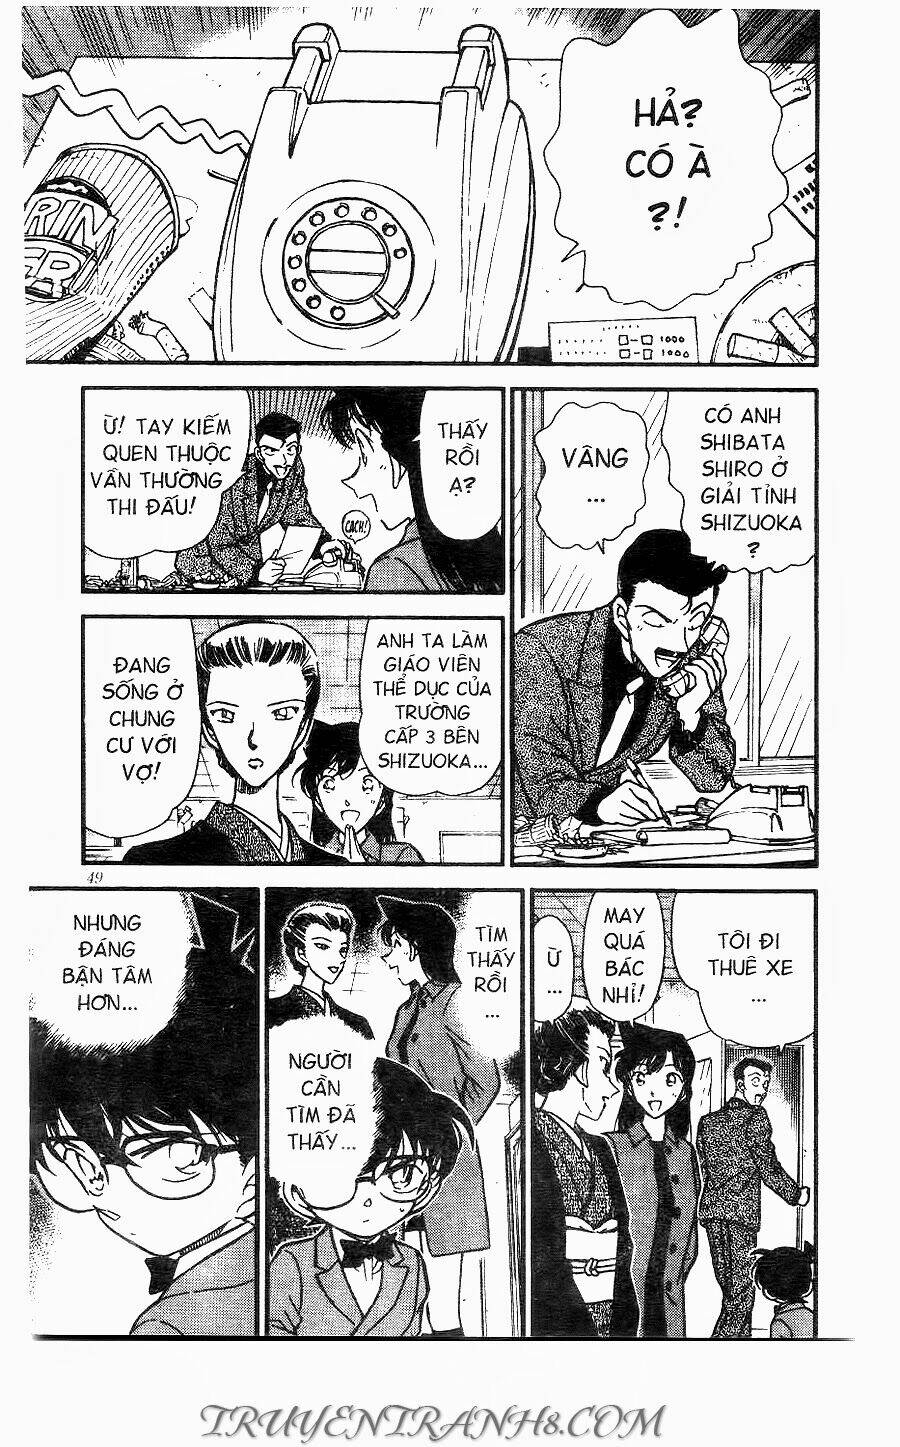 HẢ?
CÓ À
?!
CÓ ANH
SHIBATA
SHIRO Ở
GIẢI TỈNH
SHIZUOKA
?
VÂNG
...
THẤY
RỒI
Ạ?
CẠCH!
Ừ! TAY KIẾM
QUEN THUỘC
VẪN THƯỜNG
THI ĐẤU!
ANH TA LÀM
GIÁO VIÊN
THỂ DỤC CỦA
TRƯỜNG
CẤP 3 BÊN
SHIZUOKA...
ĐANG
SỐNG Ở
CHUNG
CƯ VỚI
VỢ!
49
TÔI ĐI
THUÊ XE
...
MAY
QUÁ
BÁC
NHỈ!
Ừ
...
TÌM
THẤY
RỒI
...
NGƯỜI
CẦN
TÌM ĐÃ
THẤY...
NHƯNG
ĐÁNG
BẬN TÂM
HƠN...
TRUYENTRANH8.COM